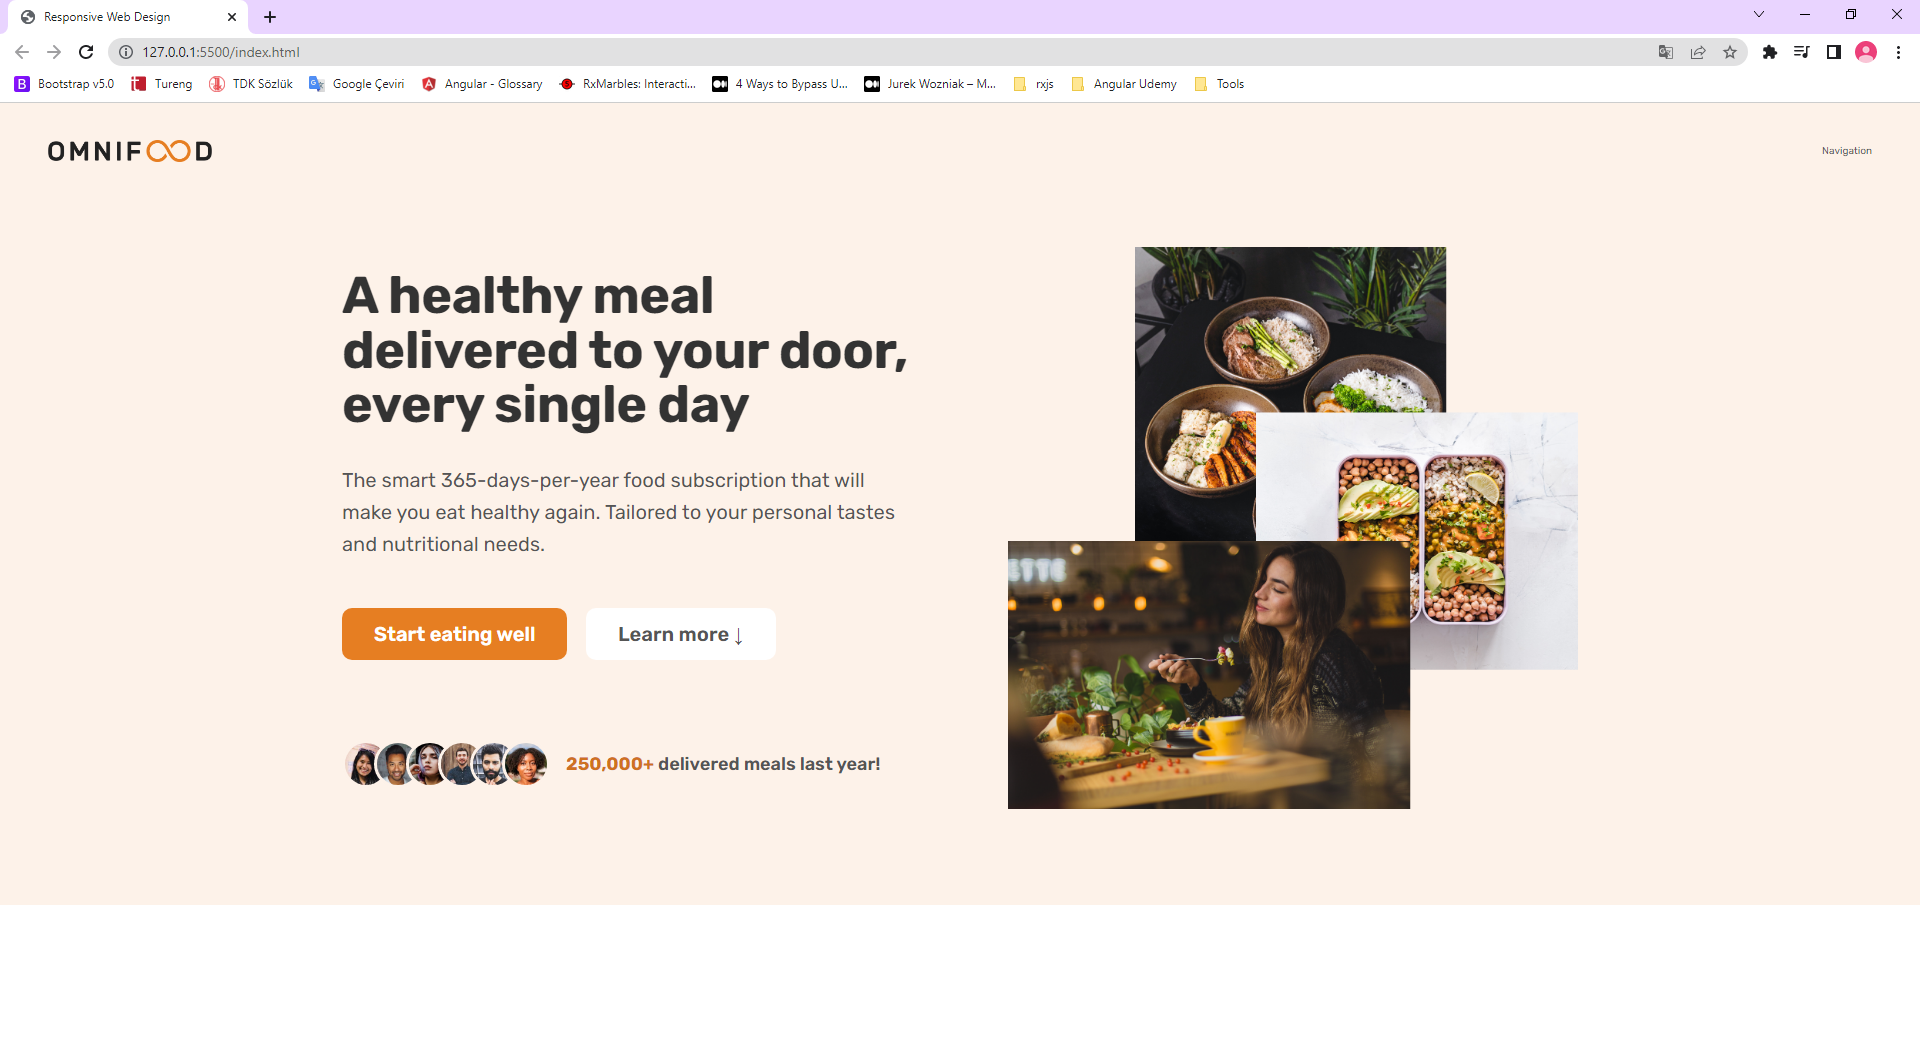 Responsive Web Design
127.0.0.1:5500/index.html
Bootstrap v5.0
Tureng
TDK Sözlük
Google Çeviri
Angular - Glossary
RxMarbles: Interacti...
4 Ways to Bypass U...
Jurek Wozniak – M...
rxjs
Angular Udemy
Tools
OMNIFOOD
Navigation
A healthy meal
delivered to your door,
every single day
The smart 365-days-per-year food subscription that will
make you eat healthy again. Tailored to your personal tastes
and nutritional needs.
Start eating well
Learn more ↓
250,000+ delivered meals last year!
ETTE